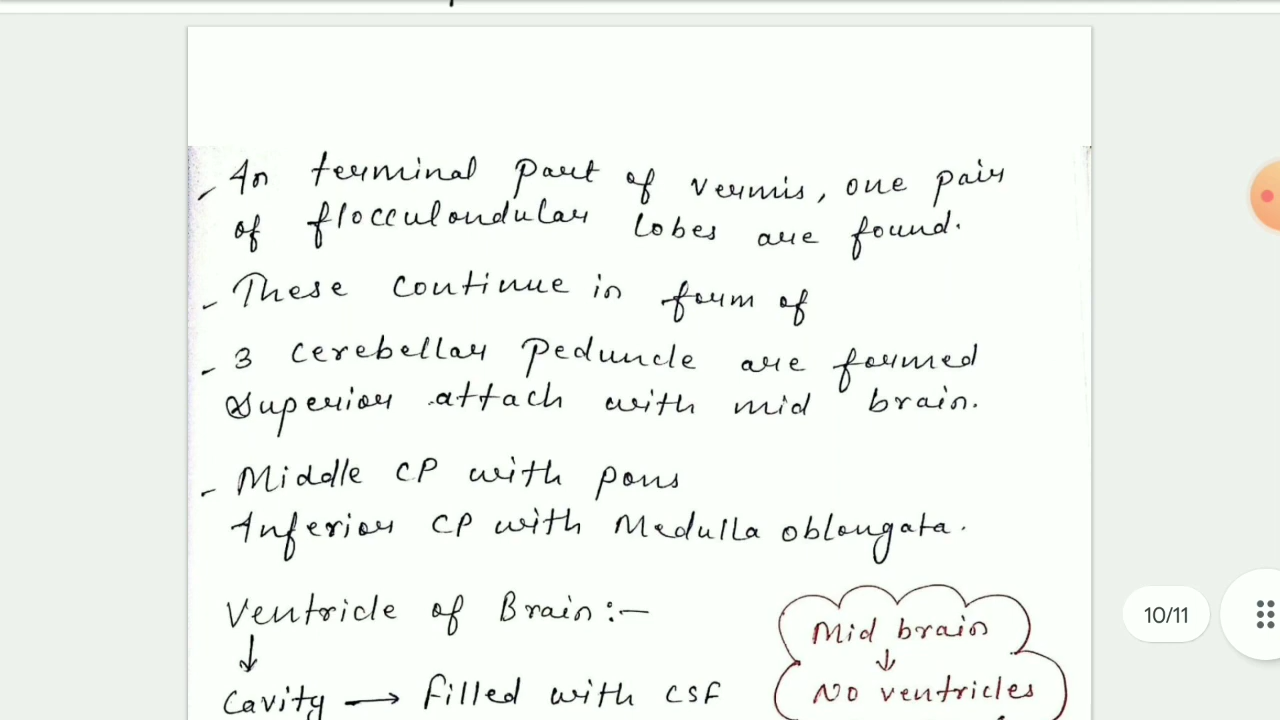 - In terminal part of vermis, one pair
of flocculondular lobes are found.
- These continue in form of
- 3 cerebellar Peduncle are formed
Superior attach with mid brain.
- Middle CP with pons
Inferior CP with Medulla oblongata.
Ventricle of Brain :-
↓
Cavity → filled with CSF
Mid brain
↓
No ventricles
10/11